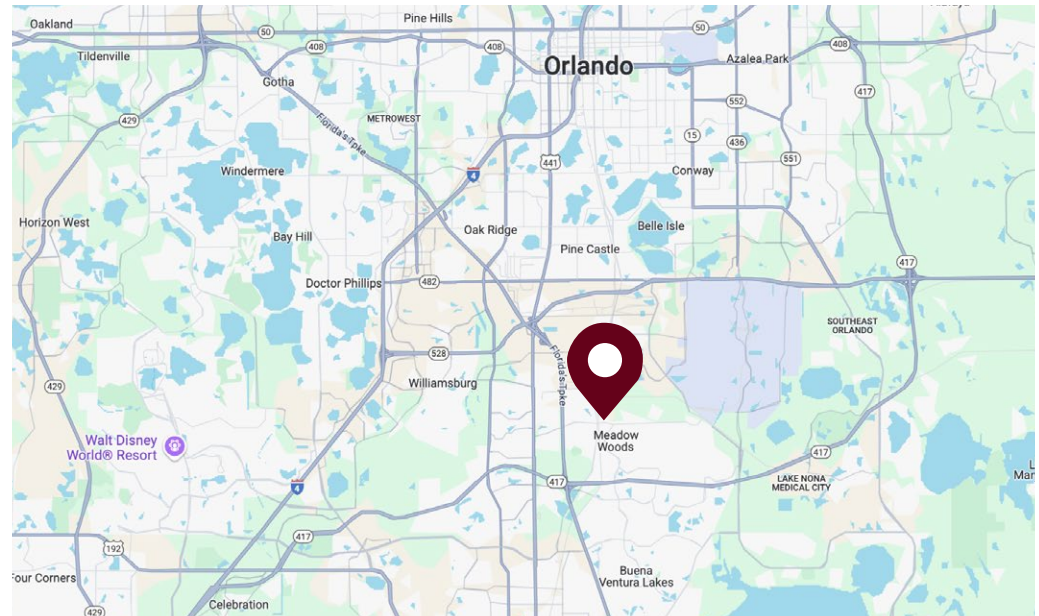 Oakland
Pine Hills
50
50
Tildenville
408
408
408
Orlando
Azalea Park
Gotha
417
429
METROWEST
552
Florida's Tpke
15
436
441
551
Windermere
4
Conway
Horizon West
Bay Hill
Oak Ridge
Belle Isle
Pine Castle
417
Doctor Phillips
482
SOUTHEAST
ORLANDO
528
Florida's Tpke
429
Williamsburg
Walt Disney
World® Resort
Meadow
Woods
417
417
LAKE NONA
MEDICAL CITY
4
417
192
Four Corners
Buena
Ventura Lakes
Celebration
429